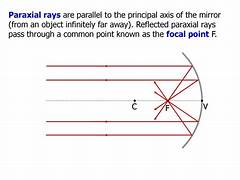 Paraxial rays are parallel to the principal axis of the mirror
(from an object infinitely far away). Reflected paraxial rays
pass through a common point known as the focal point F.
C
F
V